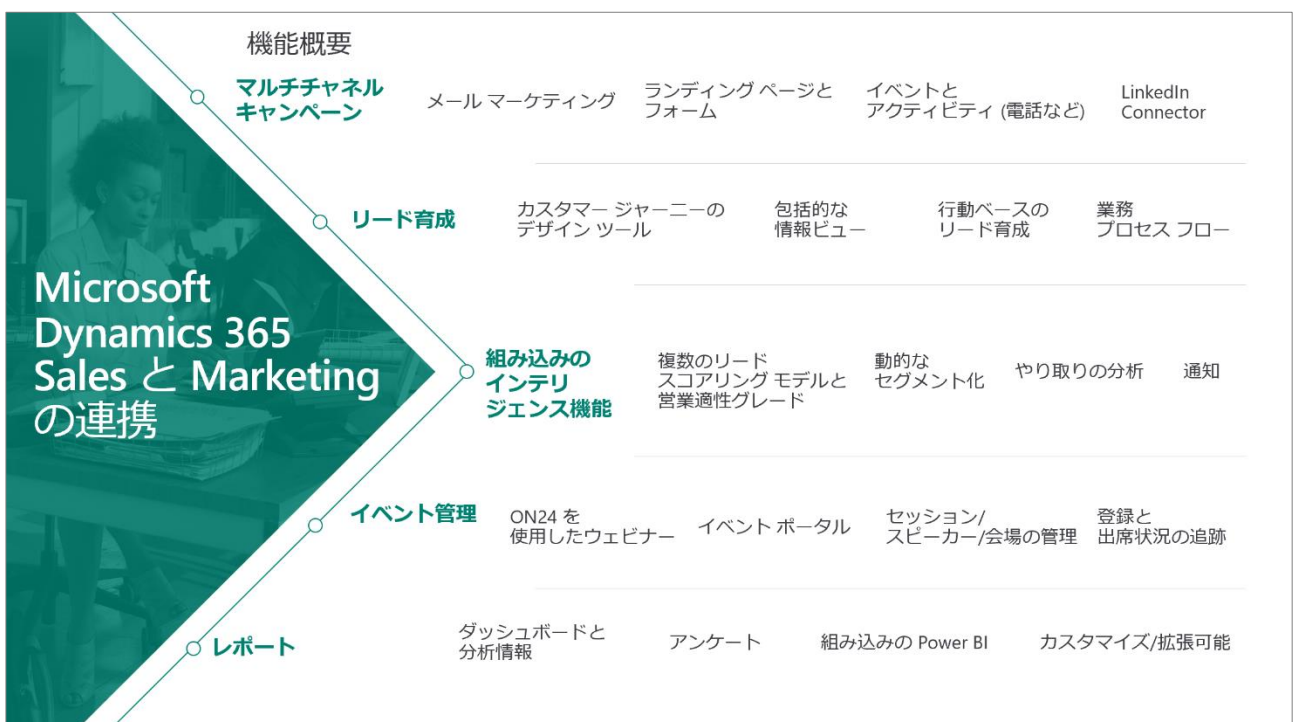 機能概要
マルチチャネル
キャンペーン
メール マーケティング
ランディング ページと
フォーム
イベントと
アクティビティ (電話など)
LinkedIn
Connector
リード育成
カスタマー ジャーニーの
デザイン ツール
包括的な
情報ビュー
行動ベースの
リード育成
業務
プロセス フロー
Microsoft
Dynamics 365
Sales と Marketing
の連携
組み込みの
インテリ
ジェンス機能
複数のリード
スコアリング モデルと
営業適性グレード
動的な
セグメント化
やり取りの分析
通知
イベント管理
ON24 を
使用したウェビナー
イベント ポータル
セッション/
スピーカー/会場の管理
登録と
出席状況の追跡
レポート
ダッシュボードと
分析情報
アンケート
組み込みの Power BI
カスタマイズ/拡張可能